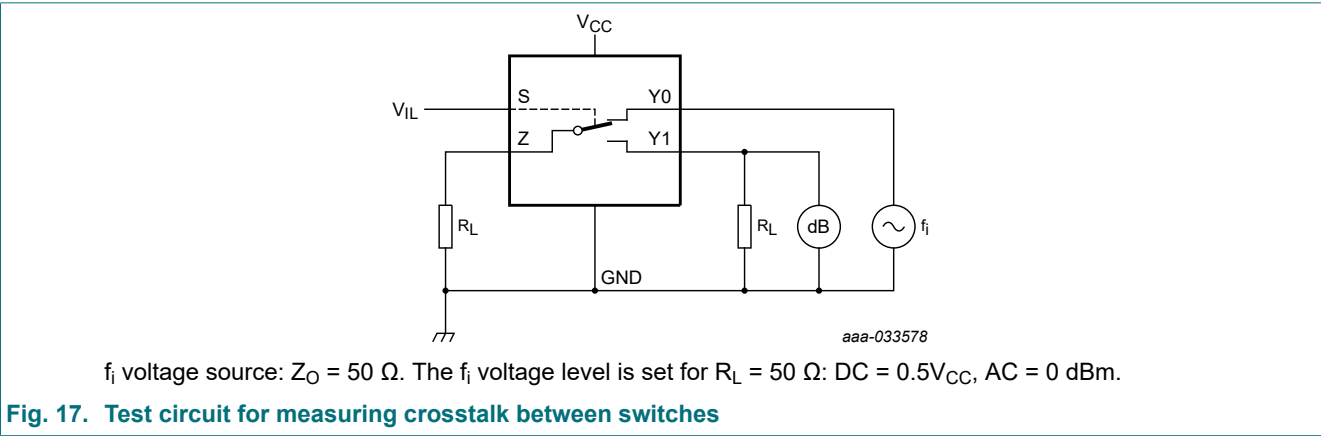 VCC
VIL
S
Y0
Z
Y1
RL
RL
dB
fi
GND
aaa-033578
fi voltage source: ZO = 50 Ω. The fi voltage level is set for RL = 50 Ω: DC = 0.5VCC, AC = 0 dBm.
Fig. 17. Test circuit for measuring crosstalk between switches